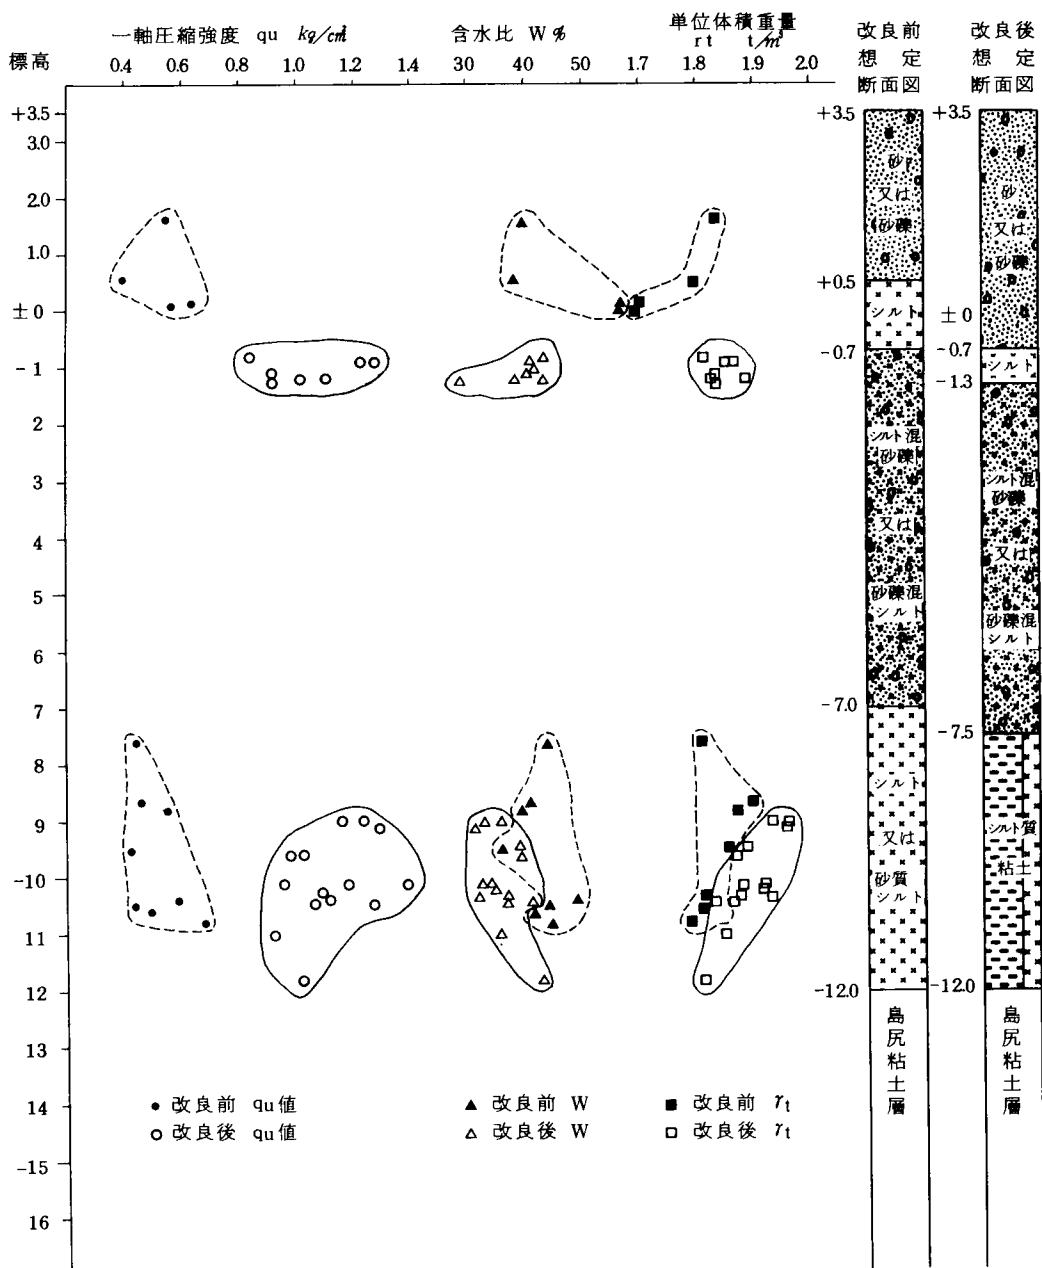 一軸圧縮強度 qu kg/cm²
含水比 W%
単位体積重量
rt t/m³
改良前
想定
断面図
改良後
想定
断面図
標高
0.4 0.6 0.8 1.0 1.2 1.4 30 40 50 1.7 1.8 1.9 2.0
+3.5
3.0
2.0
1.0
±0
-1
2
3
4
5
6
7
8
9
-10
11
12
13
14
-15
16
+3.5
+0.5
-0.7
-7.0
-12.0
砂
又は
砂礫
シルト
シルト混
砂礫
又は
砂礫混
シルト
シルト
又は
砂質
シルト
島尻粘土層
+3.5
±0
-0.7
-1.3
-7.5
-12.0
砂
又は
砂礫
シルト
シルト混
砂礫
又は
砂礫混
シルト
シルト質
粘土
島尻粘土層
● 改良前 qu値
○ 改良後 qu値
▲ 改良前 W
△ 改良後 W
■ 改良前 γt
□ 改良後 γt